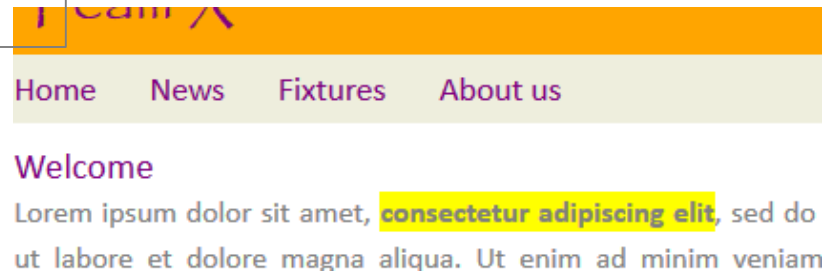 Home News Fixtures About us
Welcome
Lorem ipsum dolor sit amet, consectetur adipiscing elit, sed do
ut labore et dolore magna aliqua. Ut enim ad minim veniam